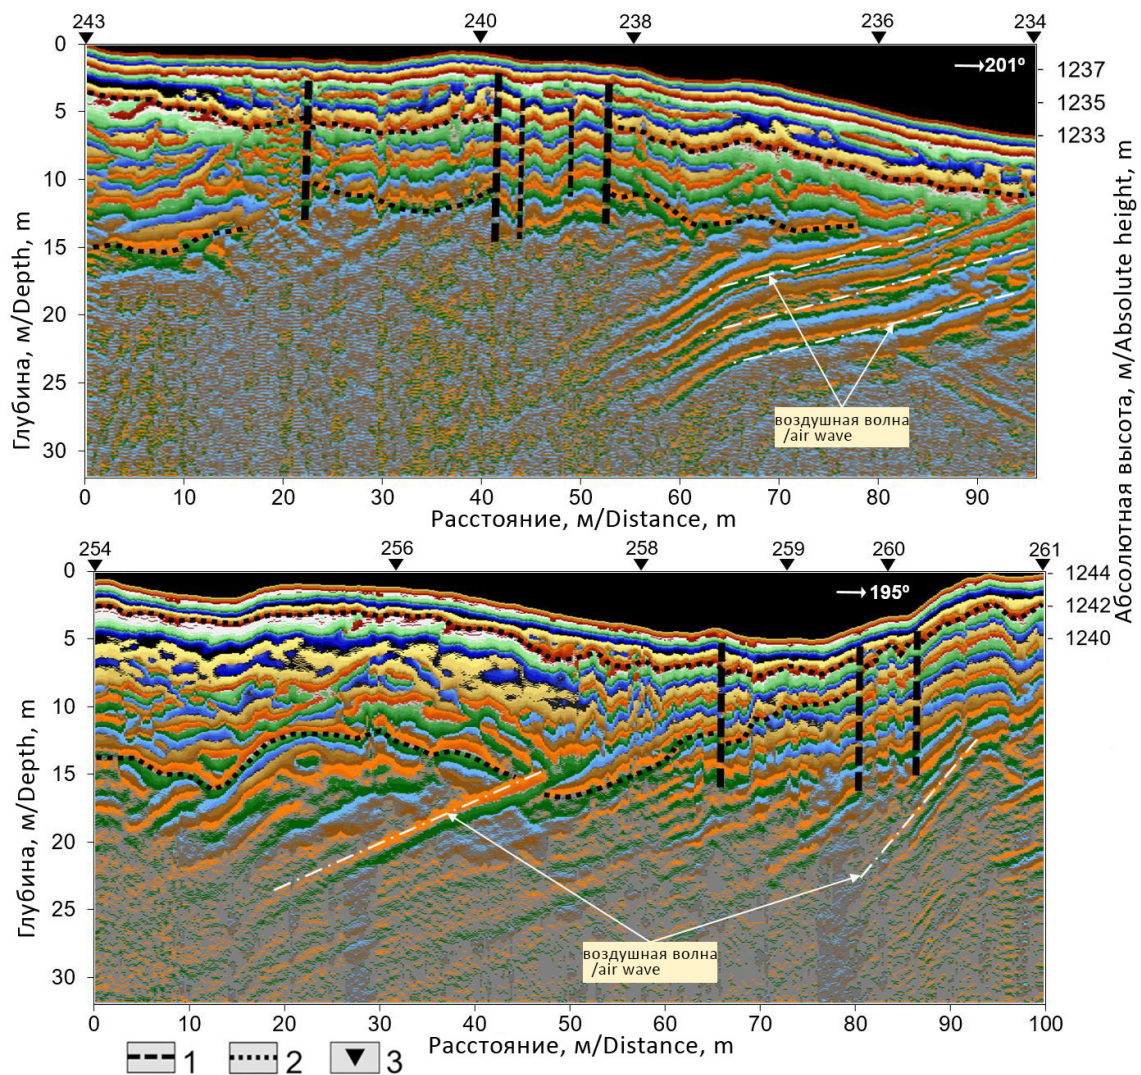 243 240 238 236 234
0 5 10 15 20 25 30
Глубина, м/Depth, m
201º
1237
1235
1233
Абсолютная высота, м/Absolute height, m
воздушная волна
/air wave
0 10 20 30 40 50 60 70 80 90
Расстояние, м/Distance, m
254 256 258 259 260 261
0 5 10 15 20 25 30
Глубина, м/Depth, m
195º
1244
1242
1240
воздушная волна
/air wave
0 10 20 30 40 50 60 70 80 90 100
Расстояние, м/Distance, m
1 2 3